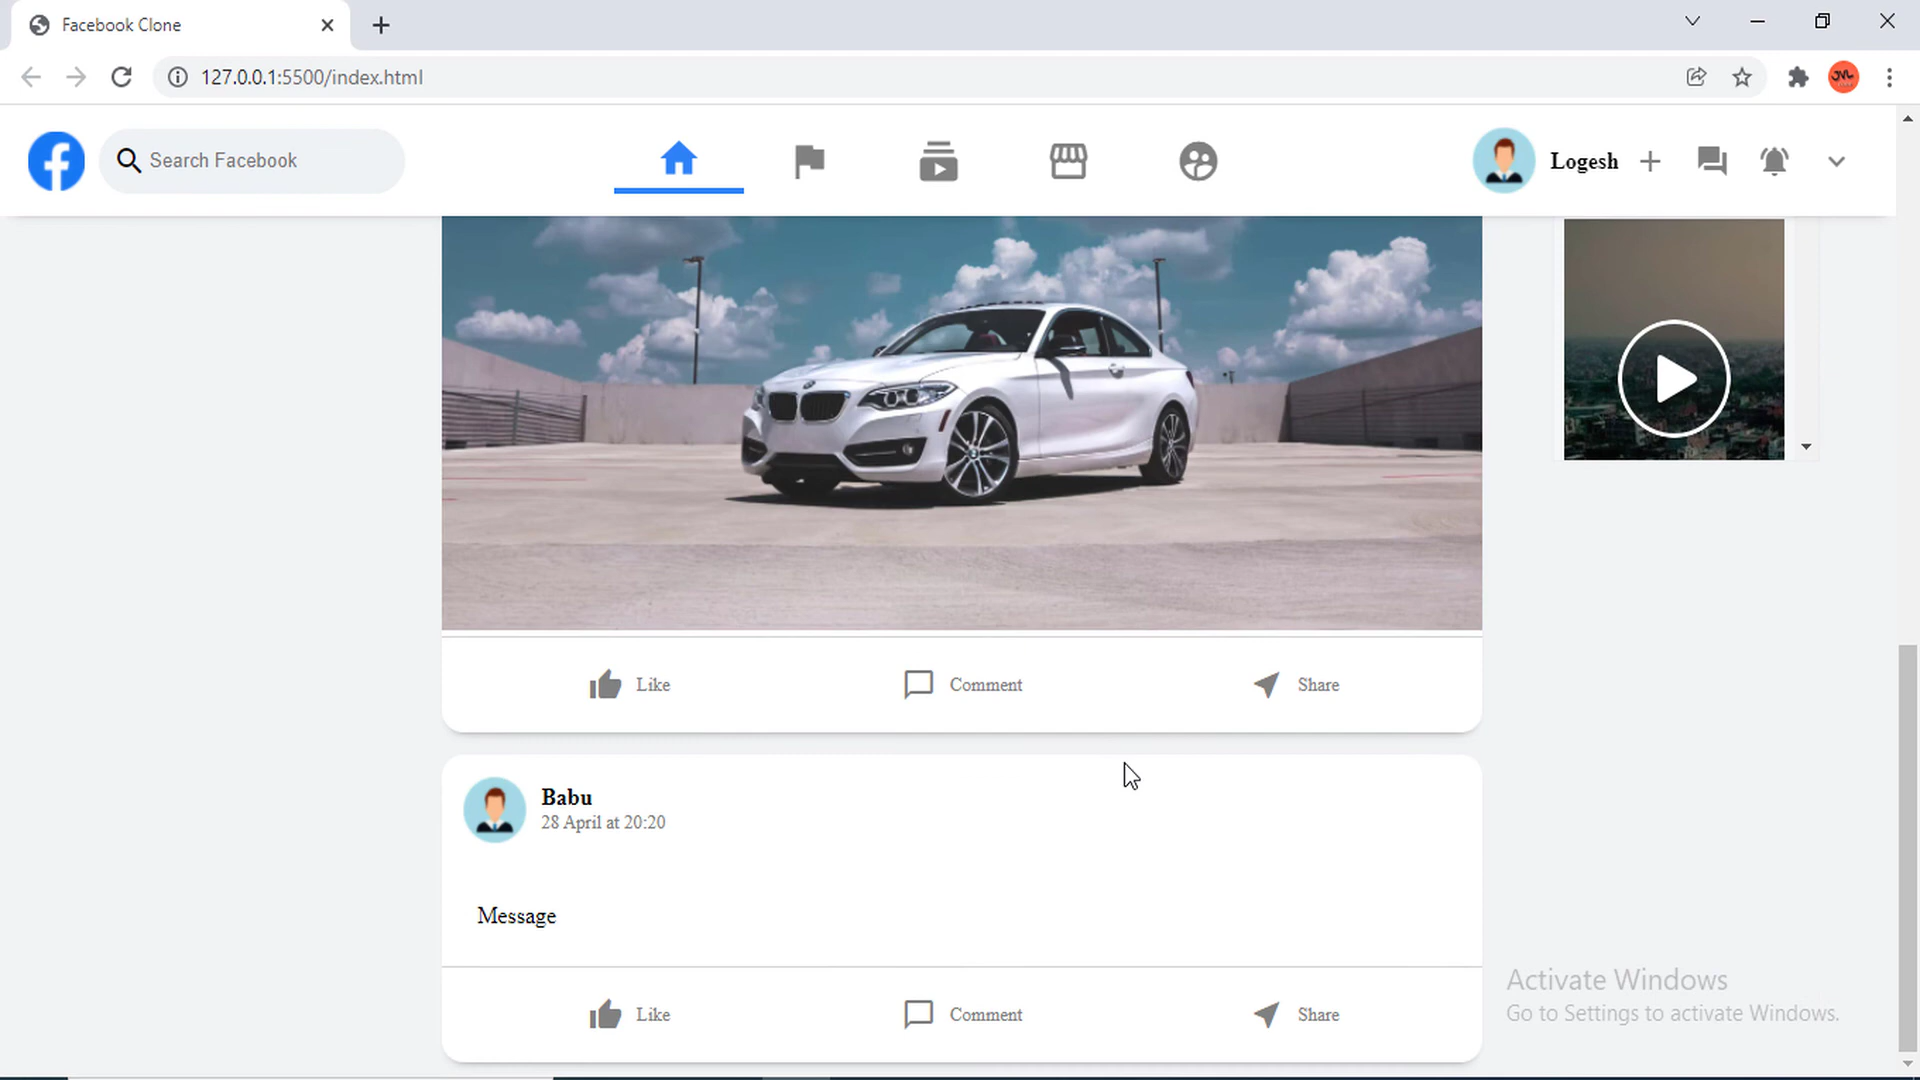 Facebook Clone
127.0.0.1:5500/index.html
JVL
Search Facebook
Logesh
Like Comment Share
Babu
28 April at 20:20
Message
Like Comment Share
Activate Windows
Go to Settings to activate Windows.